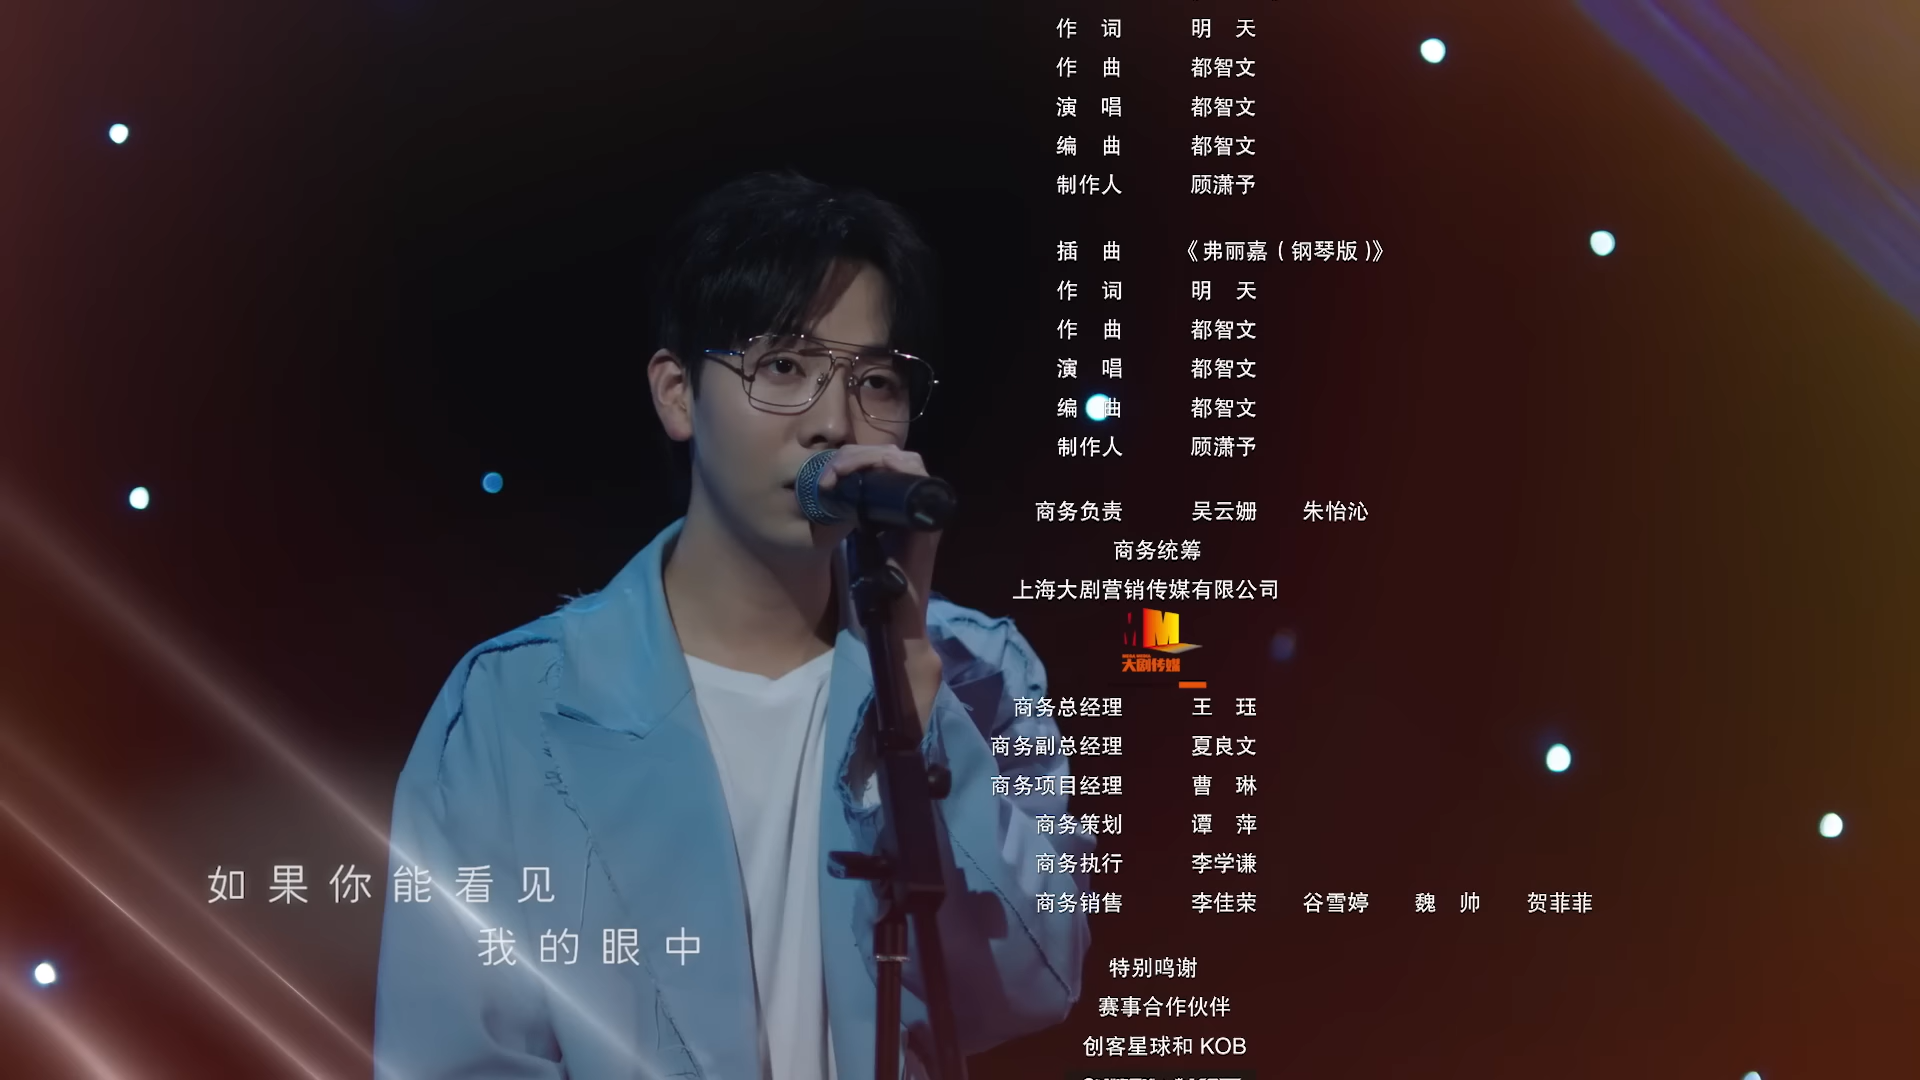 作 词 明 天
作 曲 都智文
演 唱 都智文
编 曲 都智文
制作人 顾潇予
插 曲 《弗丽嘉(钢琴版)》
作 词 明 天
作 曲 都智文
演 唱 都智文
编 曲 都智文
制作人 顾潇予
商务负责 吴云姗 朱怡沁
商务统筹
上海大剧营销传媒有限公司
大剧传媒
商务总经理 王 珏
商务副总经理 夏良文
商务项目经理 曹 琳
商务策划 谭 萍
商务执行 李学谦
商务销售 李佳荣 谷雪婷 魏 帅 贺菲菲
特别鸣谢
赛事合作伙伴
创客星球和 KOB
如果你能看见
我的眼中